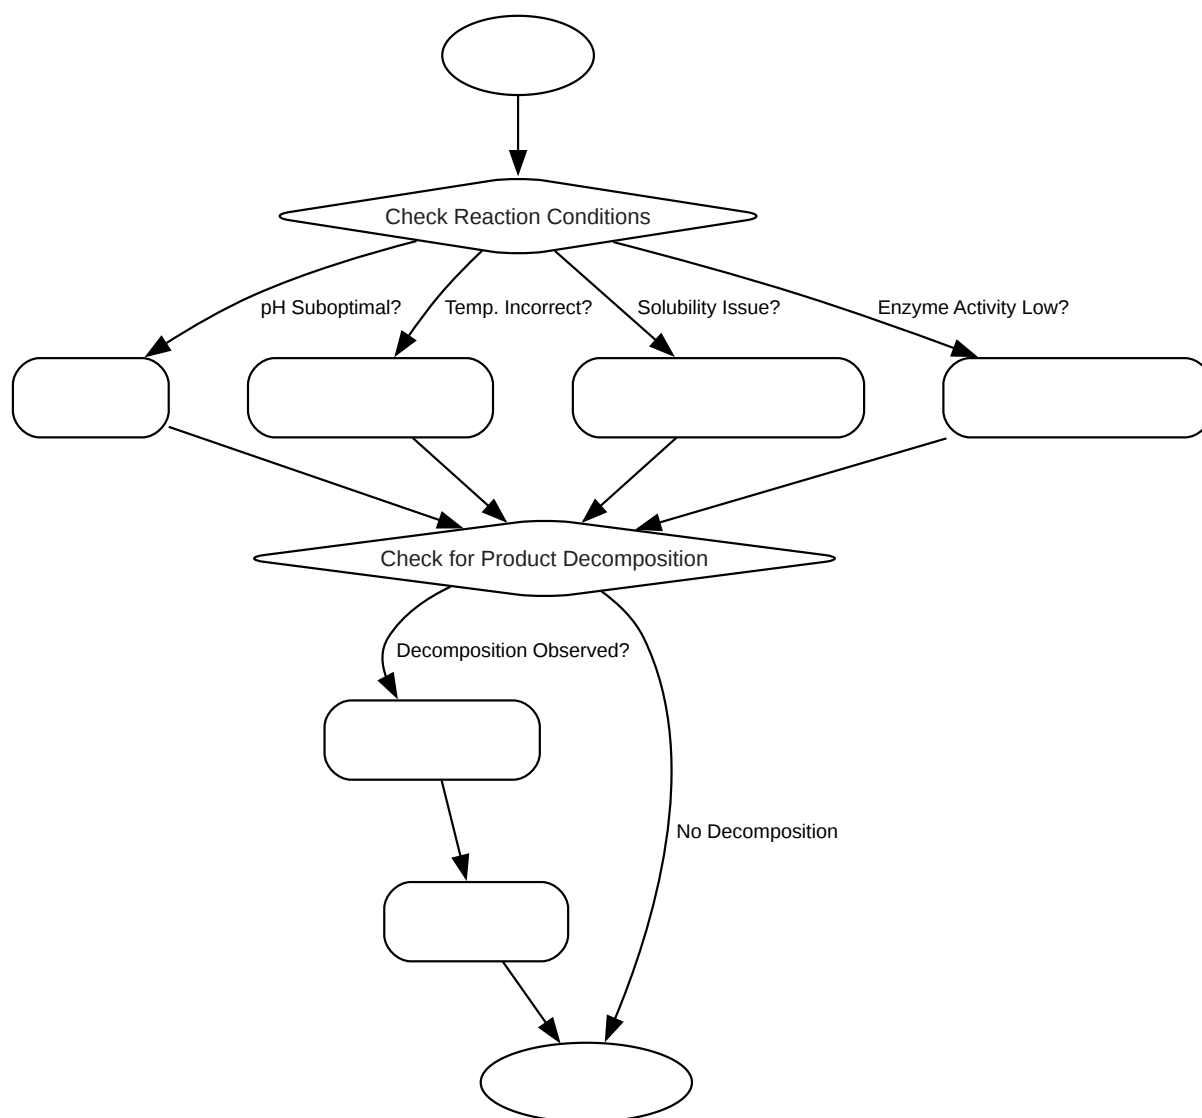 Check Reaction Conditions
pH Suboptimal?
Temp. Incorrect?
Solubility Issue?
Enzyme Activity Low?
Check for Product Decomposition
Decomposition Observed?
No Decomposition